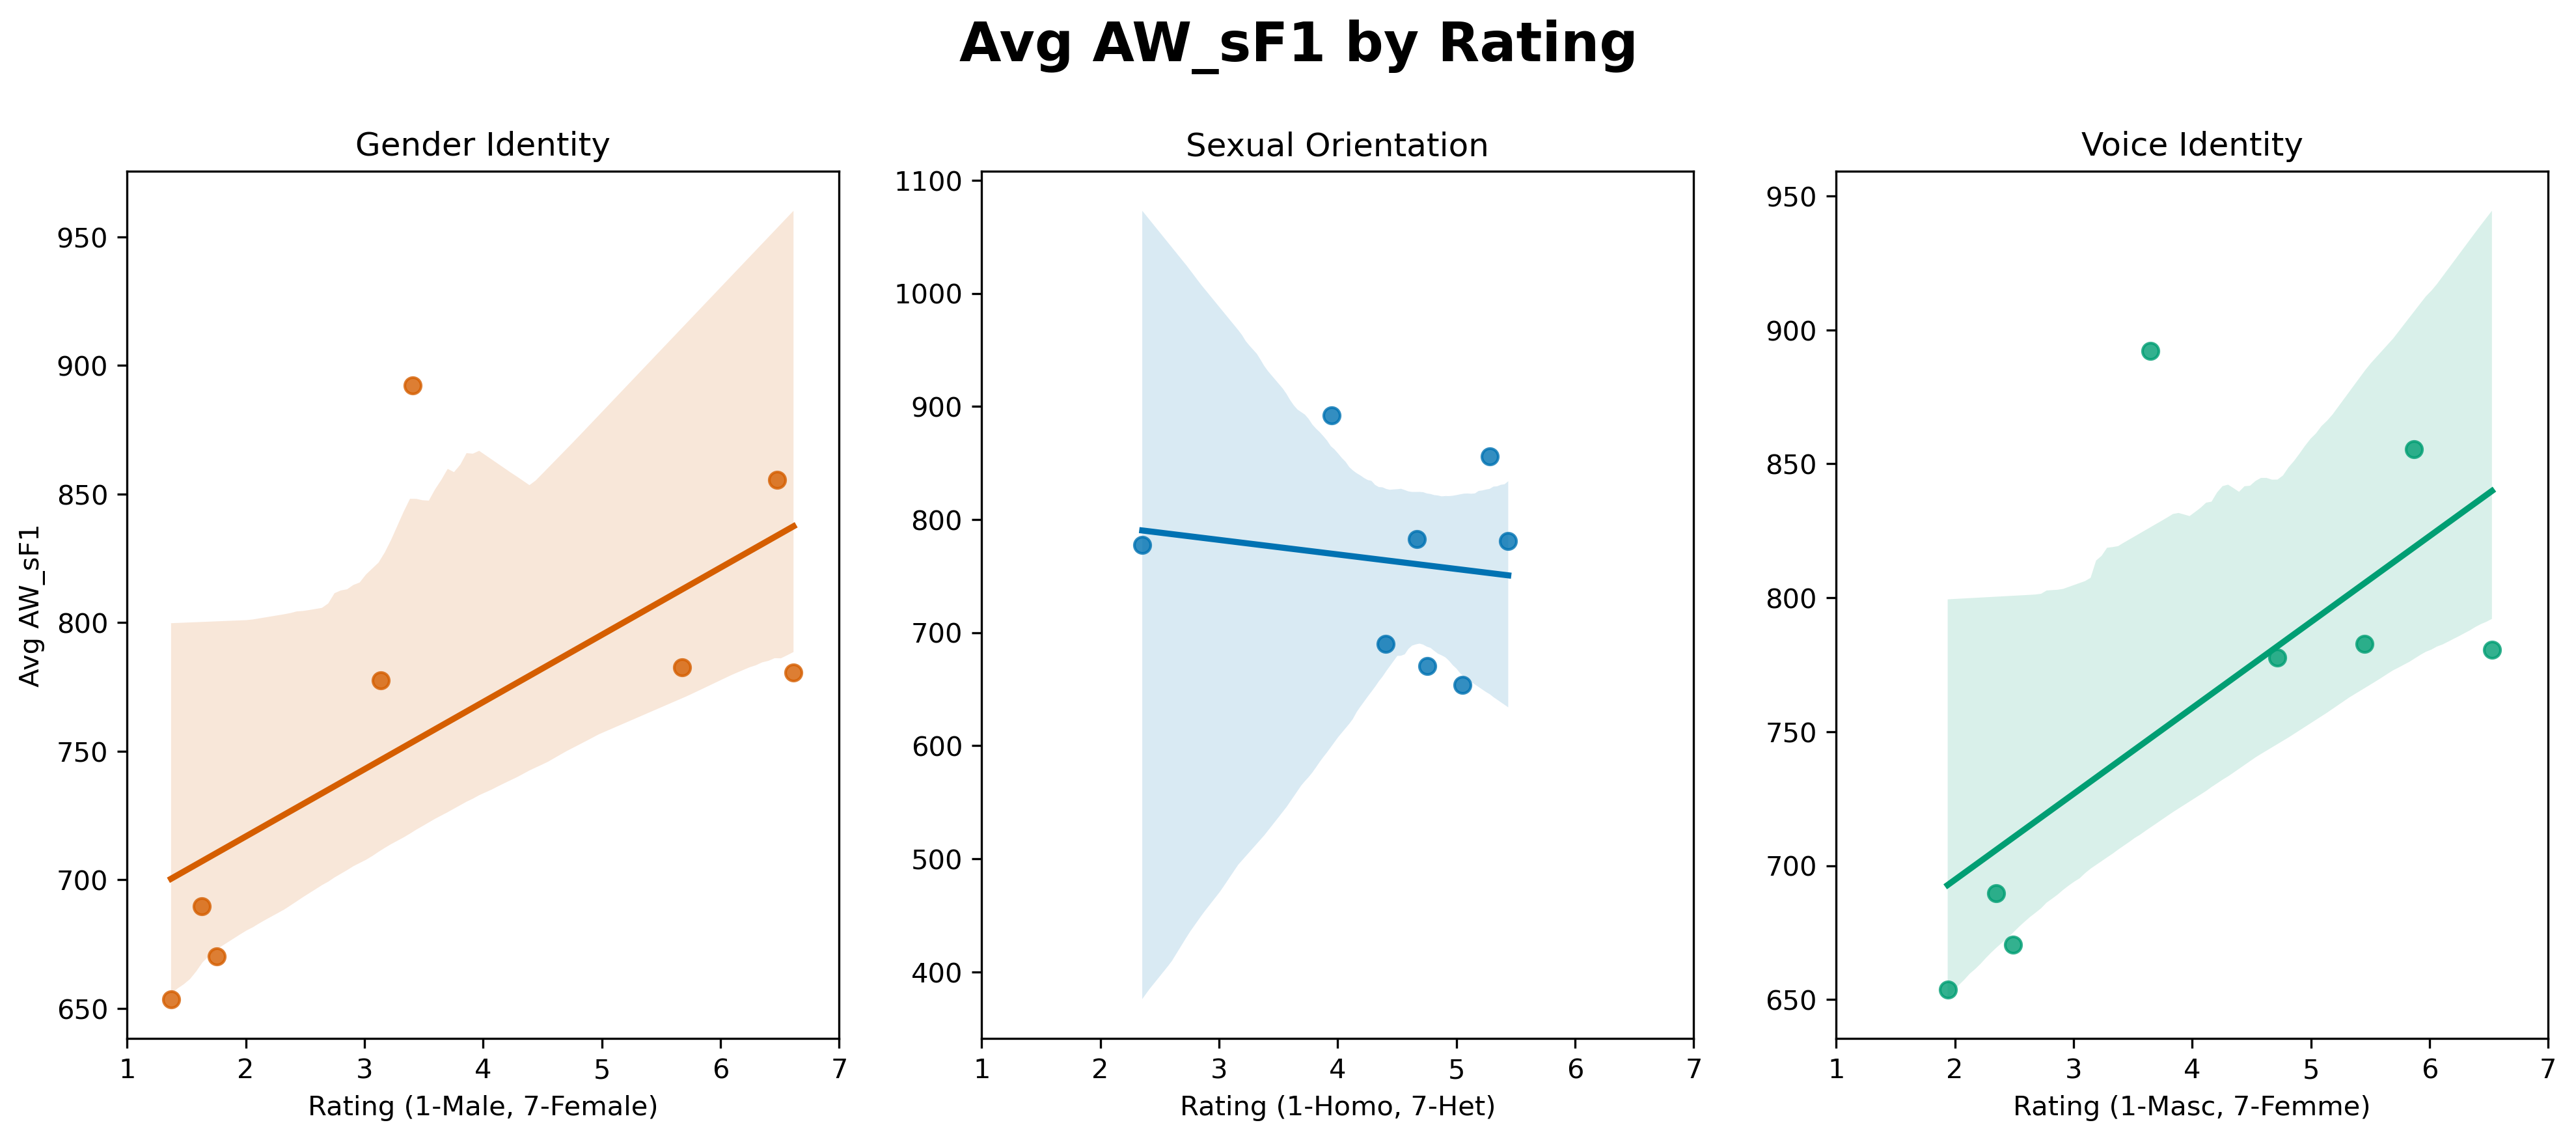 Avg AW_sF1 by Rating
Gender Identity
Avg AW_sF1
950
900
850
800
750
700
650
1 2 3 4 5 6 7
Rating (1-Male, 7-Female)
Sexual Orientation
1100
1000
900
800
700
600
500
400
1 2 3 4 5 6 7
Rating (1-Homo, 7-Het)
Voice Identity
950
900
850
800
750
700
650
1 2 3 4 5 6 7
Rating (1-Masc, 7-Femme)